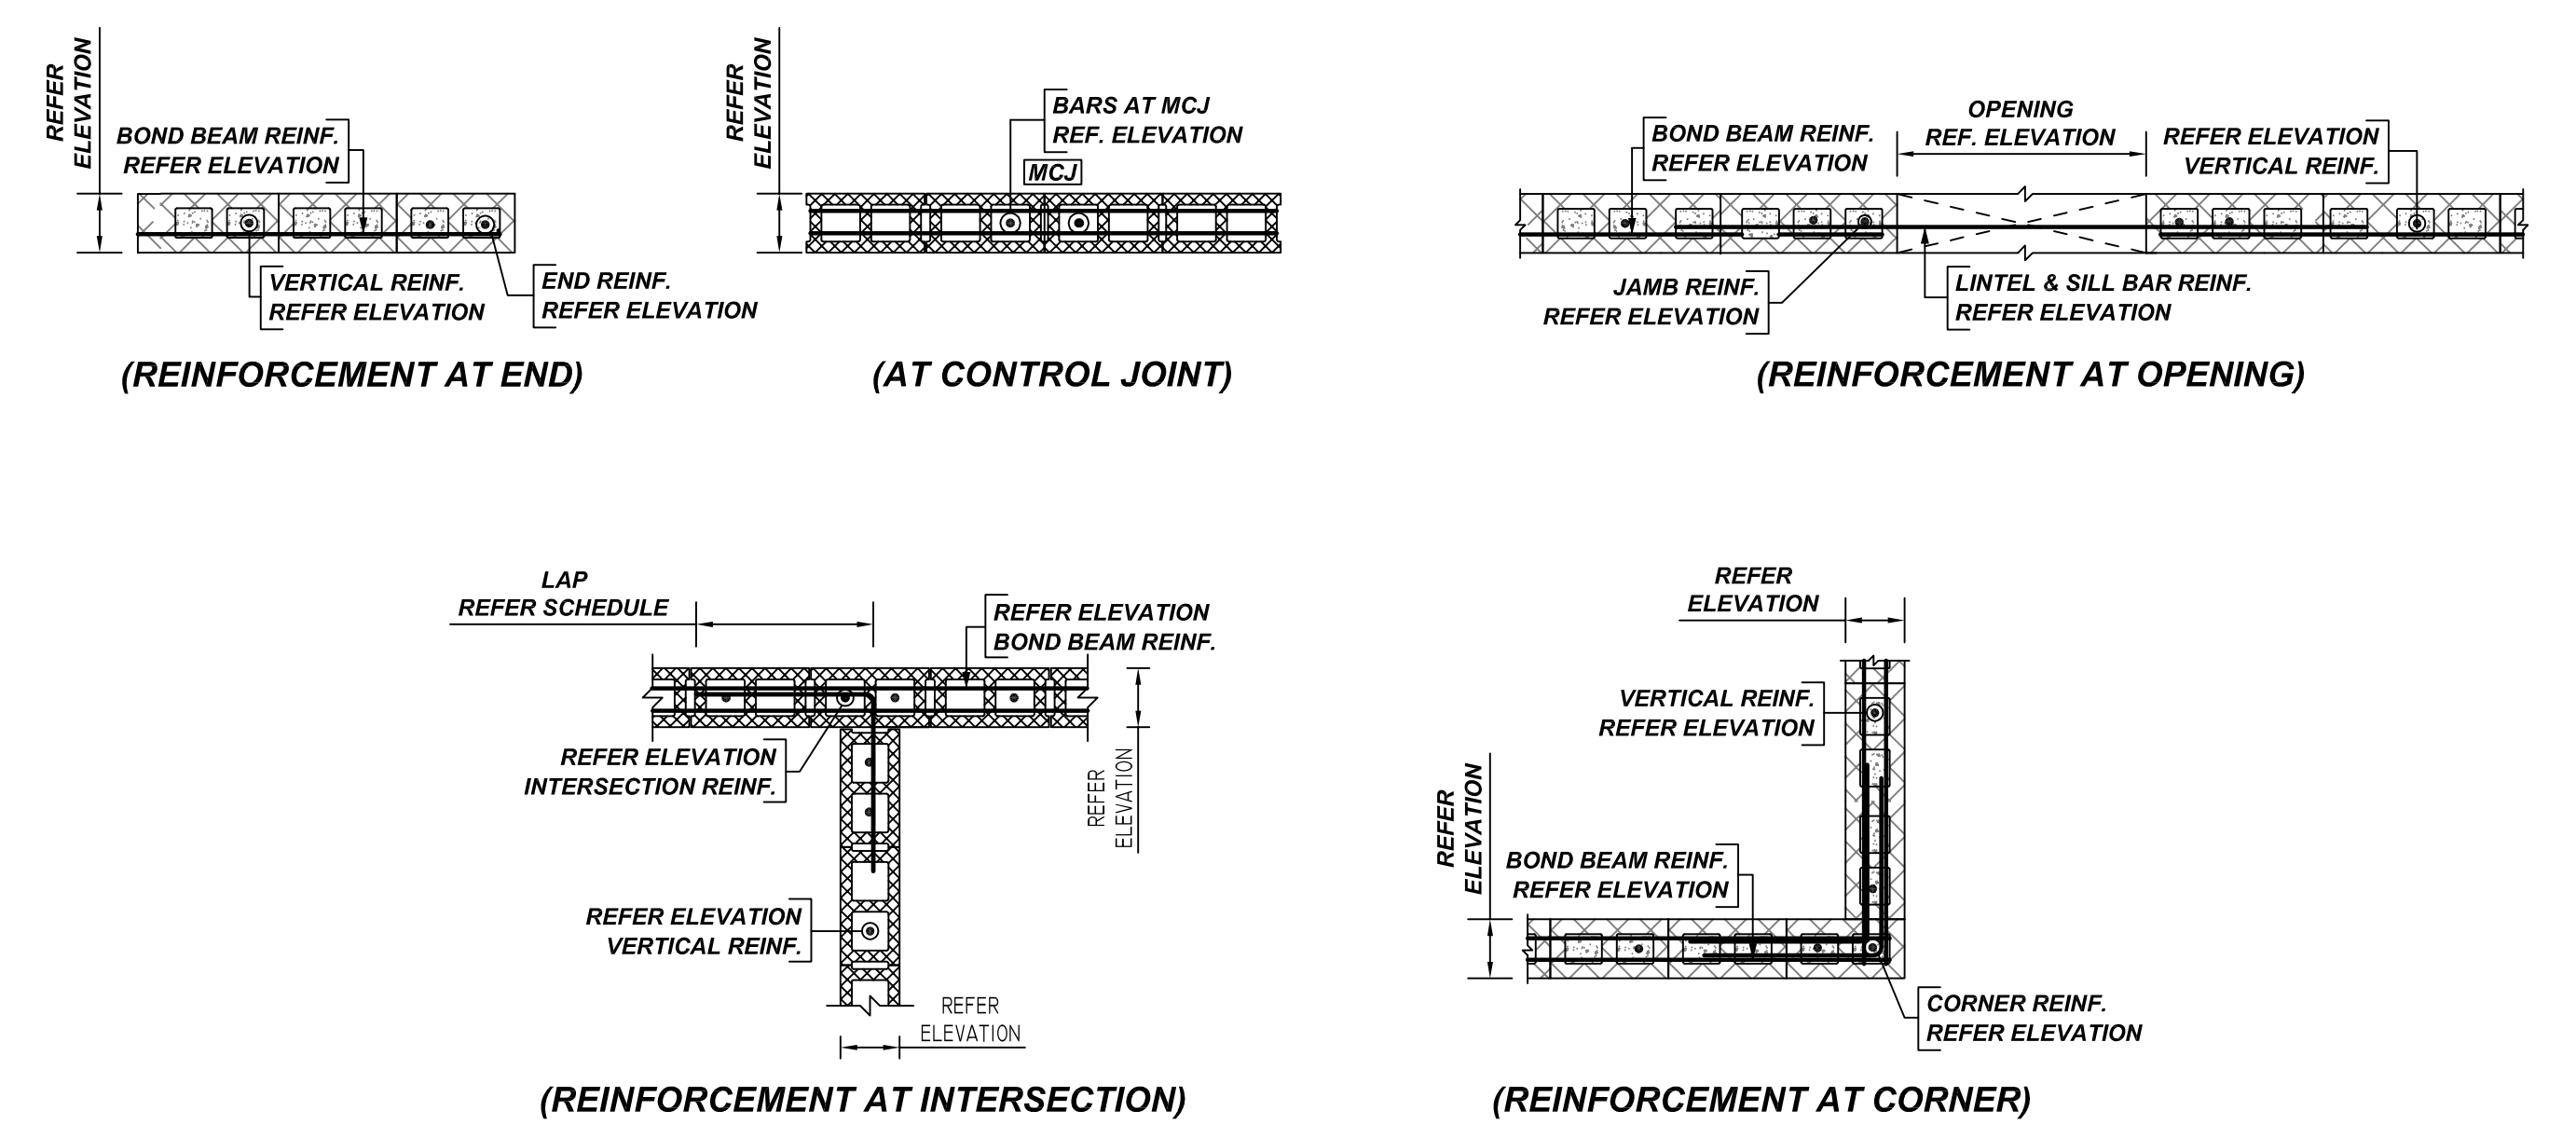 REFER
ELEVATION
BOND BEAM REINF.
REFER ELEVATION
VERTICAL REINF.
REFER ELEVATION
END REINF.
REFER ELEVATION
(REINFORCEMENT AT END)
REFER
ELEVATION
BARS AT MCJ
REF. ELEVATION
MCJ
(AT CONTROL JOINT)
BOND BEAM REINF.
REFER ELEVATION
OPENING
REF. ELEVATION
REFER ELEVATION
VERTICAL REINF.
JAMB REINF.
REFER ELEVATION
LINTEL & SILL BAR REINF.
REFER ELEVATION
(REINFORCEMENT AT OPENING)
LAP
REFER SCHEDULE
REFER ELEVATION
BOND BEAM REINF.
REFER ELEVATION
INTERSECTION REINF.
REFER
ELEVATION
REFER ELEVATION
VERTICAL REINF.
REFER
ELEVATION
(REINFORCEMENT AT INTERSECTION)
REFER
ELEVATION
VERTICAL REINF.
REFER ELEVATION
REFER
ELEVATION
BOND BEAM REINF.
REFER ELEVATION
CORNER REINF.
REFER ELEVATION
(REINFORCEMENT AT CORNER)